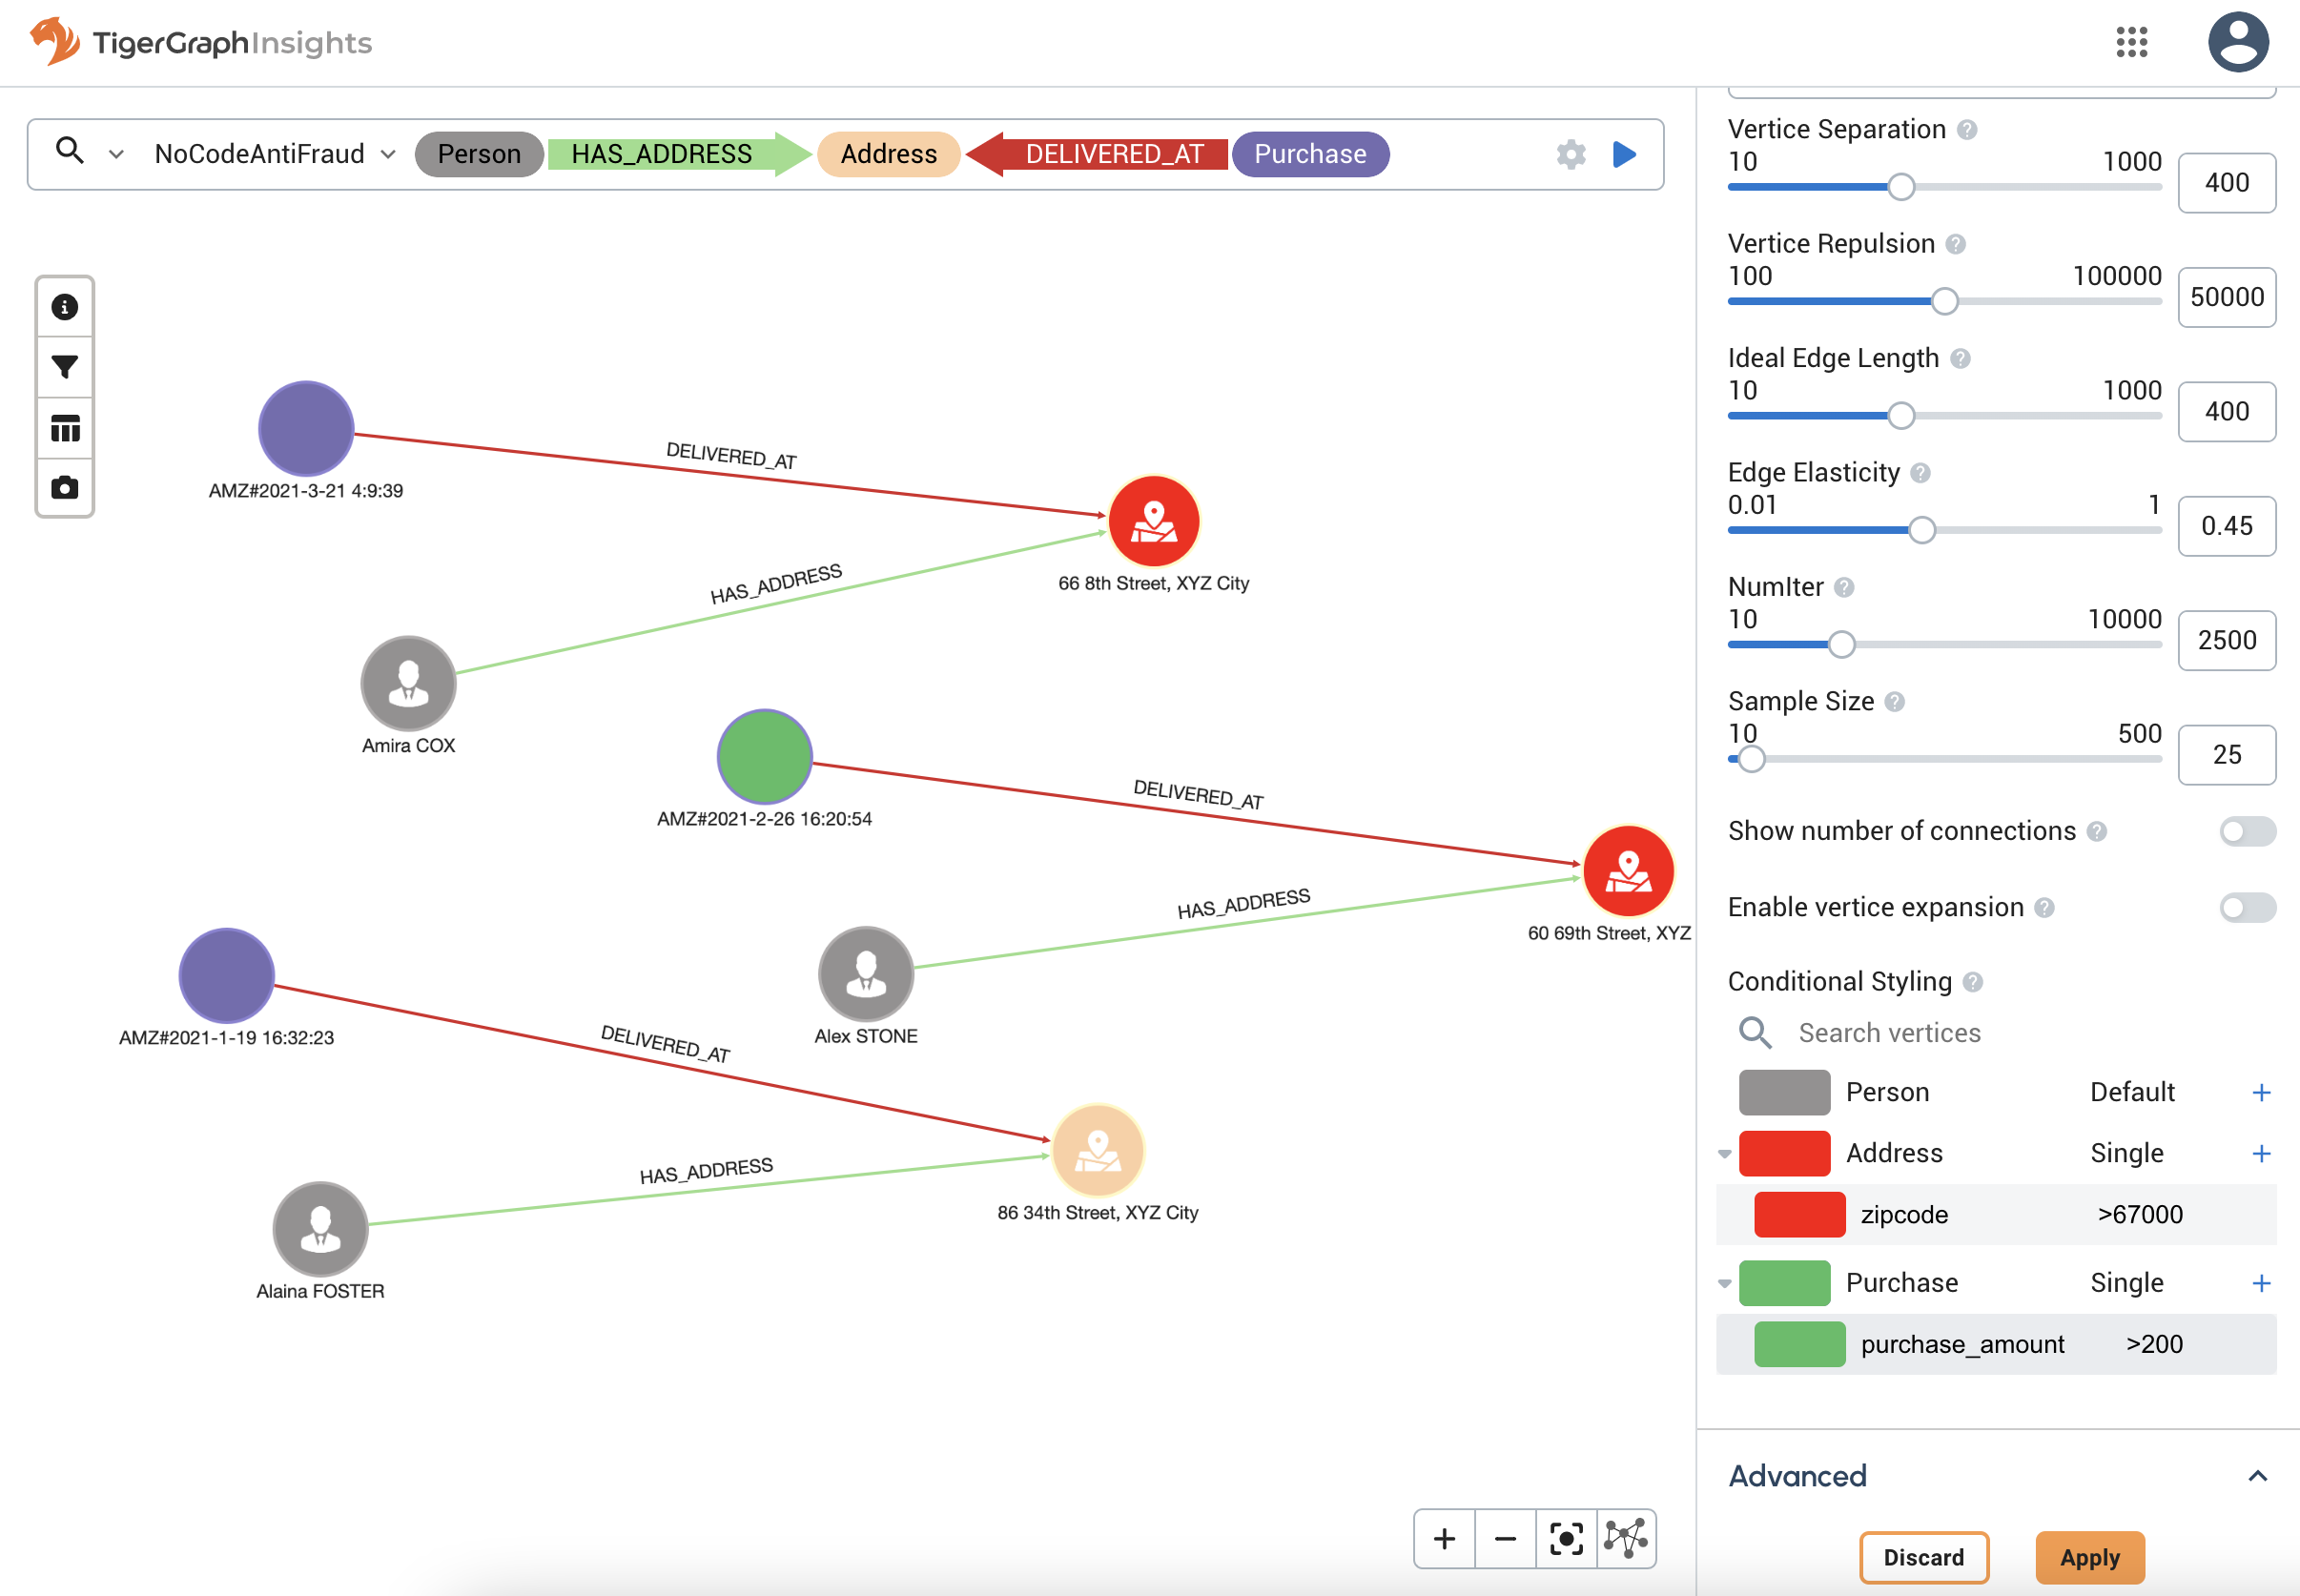 TigerGraph Insights
NoCodeAntiFraud Person HAS_ADDRESS Address DELIVERED_AT Purchase
DELIVERED_AT
AMZ#2021-3-21 4:9:39
66 8th Street, XYZ City
HAS_ADDRESS
Amira COX
DELIVERED_AT
AMZ#2021-2-26 16:20:54
HAS_ADDRESS
60 69th Street, XYZ
Alex STONE
AMZ#2021-1-19 16:32:23
DELIVERED_AT
HAS_ADDRESS
86 34th Street, XYZ City
Alaina FOSTER
Vertice Separation ?
10 1000
400
Vertice Repulsion ?
100 100000
50000
Ideal Edge Length ?
10 1000
400
Edge Elasticity ?
0.01 1
0.45
NumIter ?
10 10000
2500
Sample Size ?
10 500
25
Show number of connections ?
Enable vertice expansion ?
Conditional Styling ?
Search vertices
Person Default +
Address Single +
zipcode >67000
Purchase Single +
purchase_amount >200
Advanced
Discard Apply